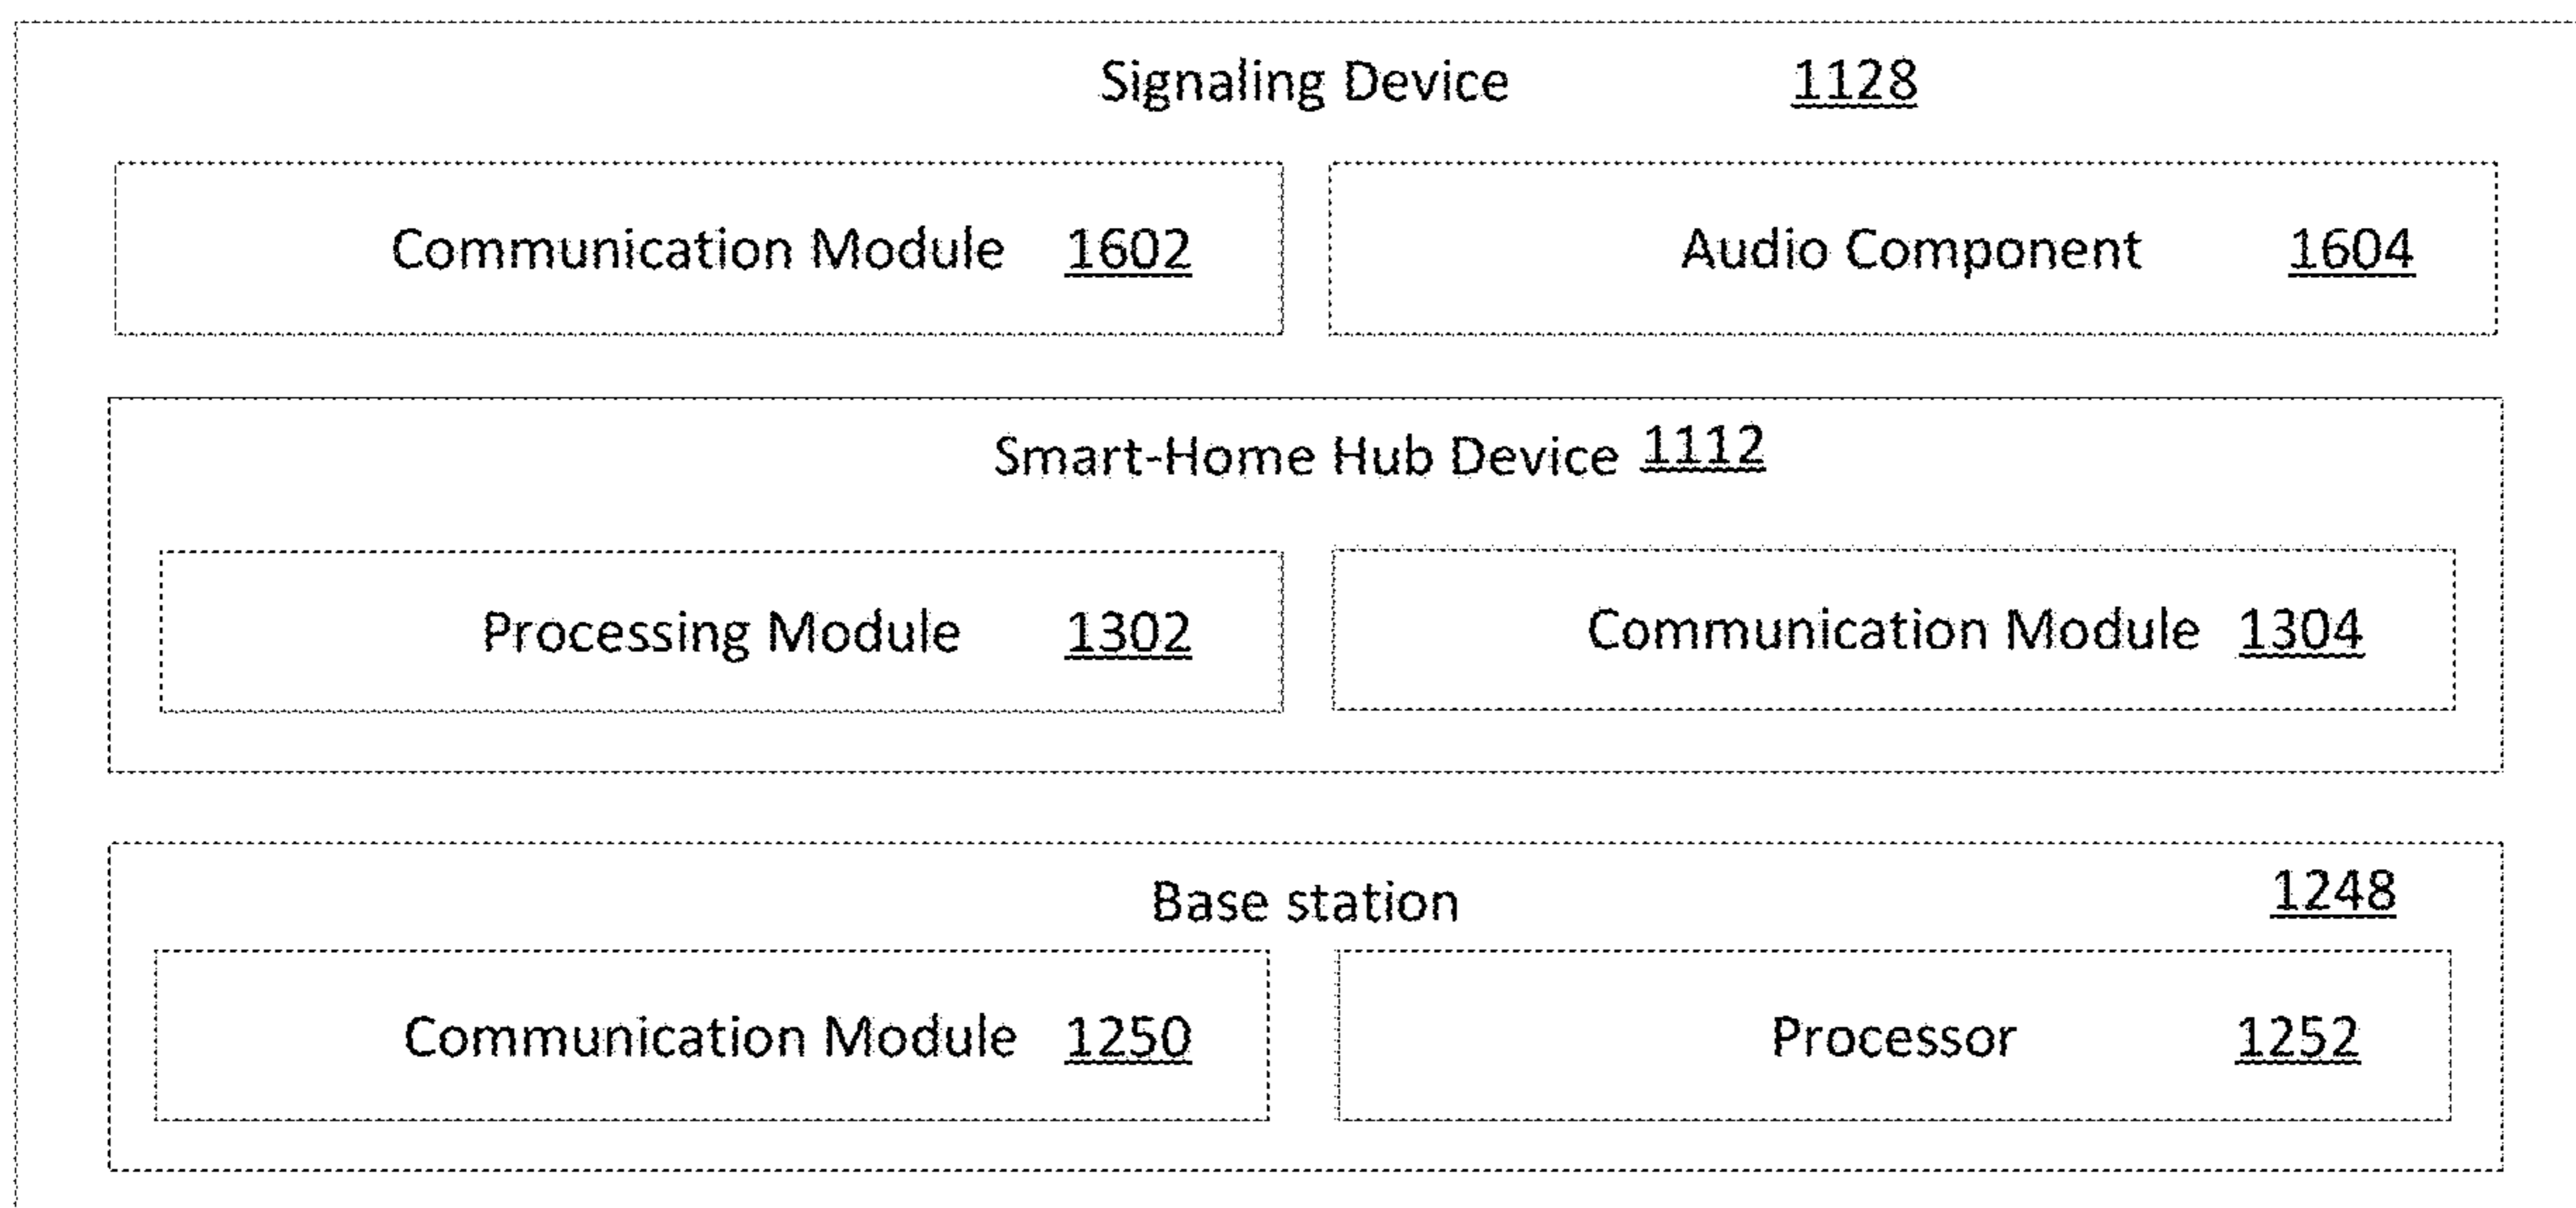 Signaling Device 1128
Communication Module 1602 Audio Component 1604
Smart-Home Hub Device 1112
Processing Module 1302 Communication Module 1304
Base station 1248
Communication Module 1250 Processor 1252